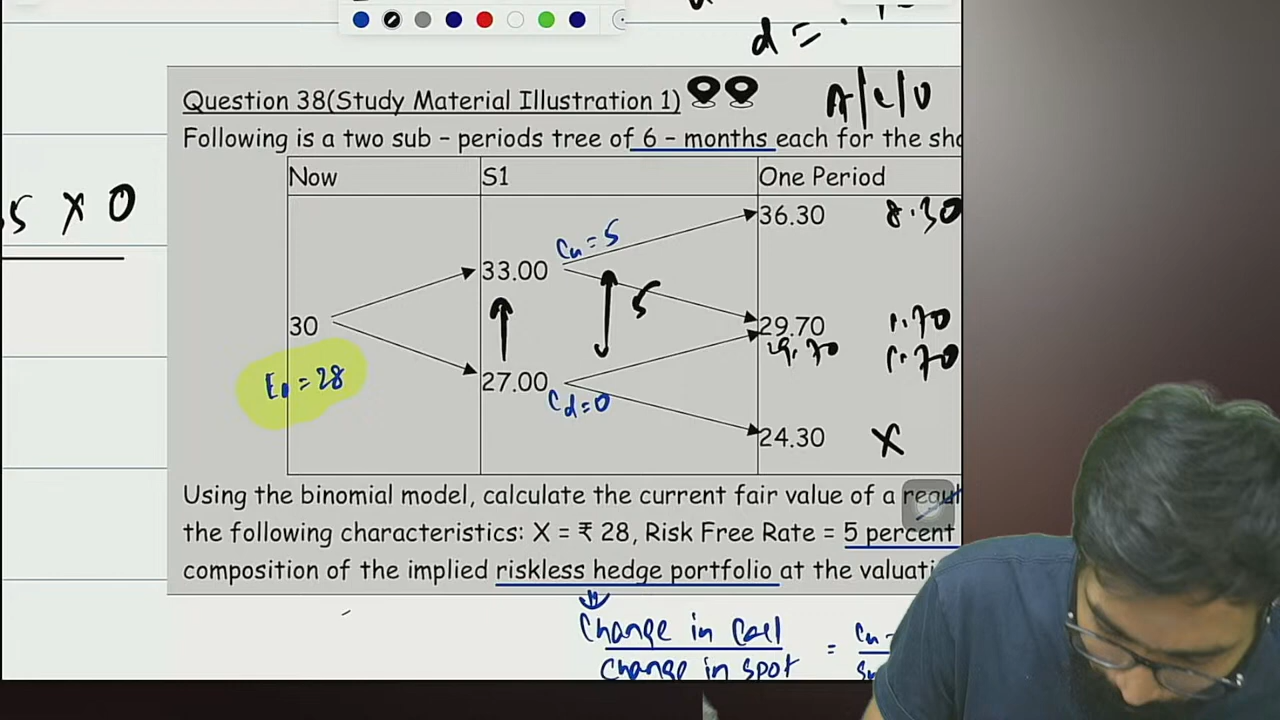 d = .
A/C/O
Question 38(Study Material Illustration 1)
Following is a two sub – periods tree of 6 – months each for the sha
Now S1 One Period
5 X 0
36.30 8.30
Cu = 5
33.00
5
30 29.70 1.70
29.70 1.70
E0 = 28 27.00
Cd = 0
24.30 X
Using the binomial model, calculate the current fair value of a regul
the following characteristics: X = ₹ 28, Risk Free Rate = 5 percent
composition of the implied riskless hedge portfolio at the valuati
Change in Call = Cu -
Change in spot